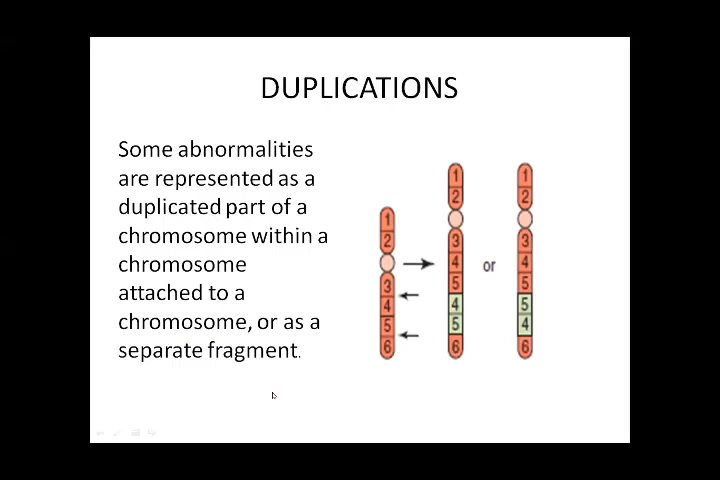 DUPLICATIONS
Some abnormalities
are represented as a
duplicated part of a
chromosome within a
chromosome
attached to a
chromosome, or as a
separate fragment.
1
2
3
4
5
6
1
2
3
4
5
4
5
6
or
1
2
3
4
5
5
4
6